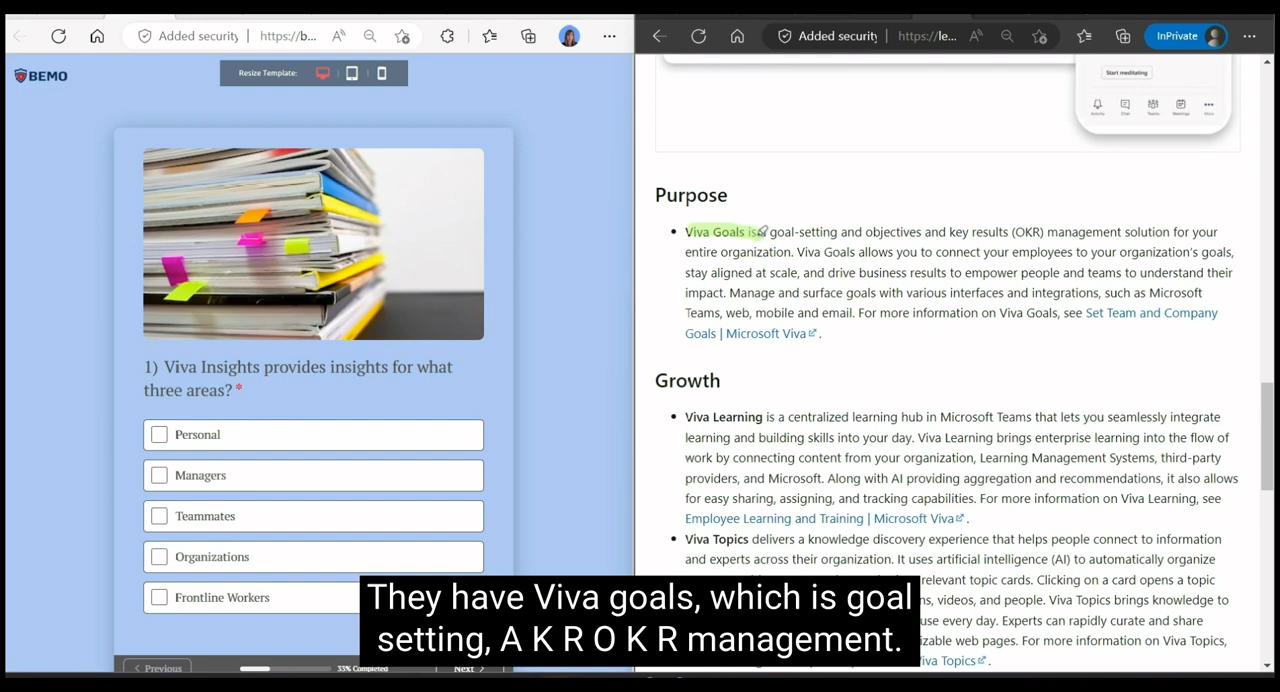 Added security
https://b...
BEMO
Resize Template:
1) Viva Insights provides insights for what
three areas? *
Personal
Managers
Teammates
Organizations
Frontline Workers
Previous
33% Completed
Next
Added security
https://le...
InPrivate
Start meditating
Activity
Chat
Teams
Meetings
More
Purpose
Viva Goals is a goal-setting and objectives and key results (OKR) management solution for your
entire organization. Viva Goals allows you to connect your employees to your organization's goals,
stay aligned at scale, and drive business results to empower people and teams to understand their
impact. Manage and surface goals with various interfaces and integrations, such as Microsoft
Teams, web, mobile and email. For more information on Viva Goals, see Set Team and Company
Goals | Microsoft Viva .
Growth
Viva Learning is a centralized learning hub in Microsoft Teams that lets you seamlessly integrate
learning and building skills into your day. Viva Learning brings enterprise learning into the flow of
work by connecting content from your organization, Learning Management Systems, third-party
providers, and Microsoft. Along with AI providing aggregation and recommendations, it also allows
for easy sharing, assigning, and tracking capabilities. For more information on Viva Learning, see
Employee Learning and Training | Microsoft Viva .
Viva Topics delivers a knowledge discovery experience that helps people connect to information
and experts across their organization. It uses artificial intelligence (AI) to automatically organize
relevant topic cards. Clicking on a card opens a topic
videos, and people. Viva Topics brings knowledge to
use every day. Experts can rapidly curate and share
web pages. For more information on Viva Topics,
Viva Topics .
They have Viva goals, which is goal
setting, A K R O K R management.